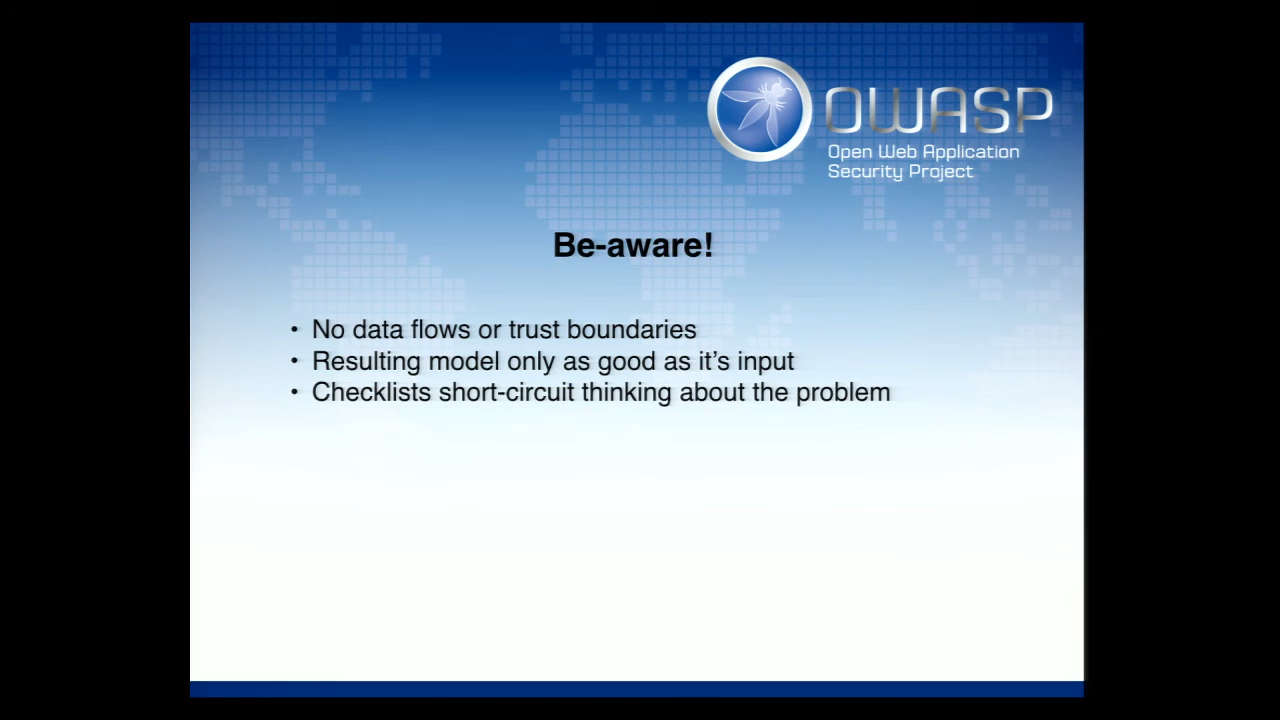 OWASP
Open Web Application
Security Project
Be-aware!
• No data flows or trust boundaries
• Resulting model only as good as it's input
• Checklists short-circuit thinking about the problem